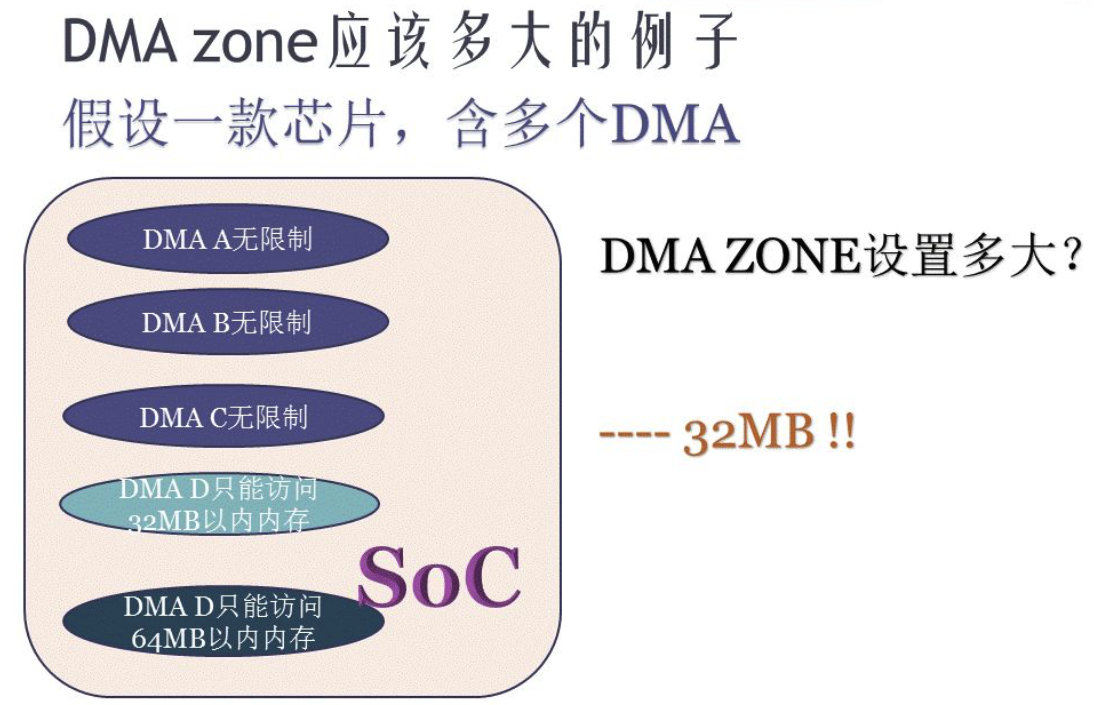 DMA zone应该多大的例子
假设一款芯片，含多个DMA
DMA A无限制
DMA B无限制
DMA C无限制
DMA D只能访问
32MB以内内存
DMA D只能访问
64MB以内内存
SoC
DMA ZONE设置多大？
---- 32MB !!